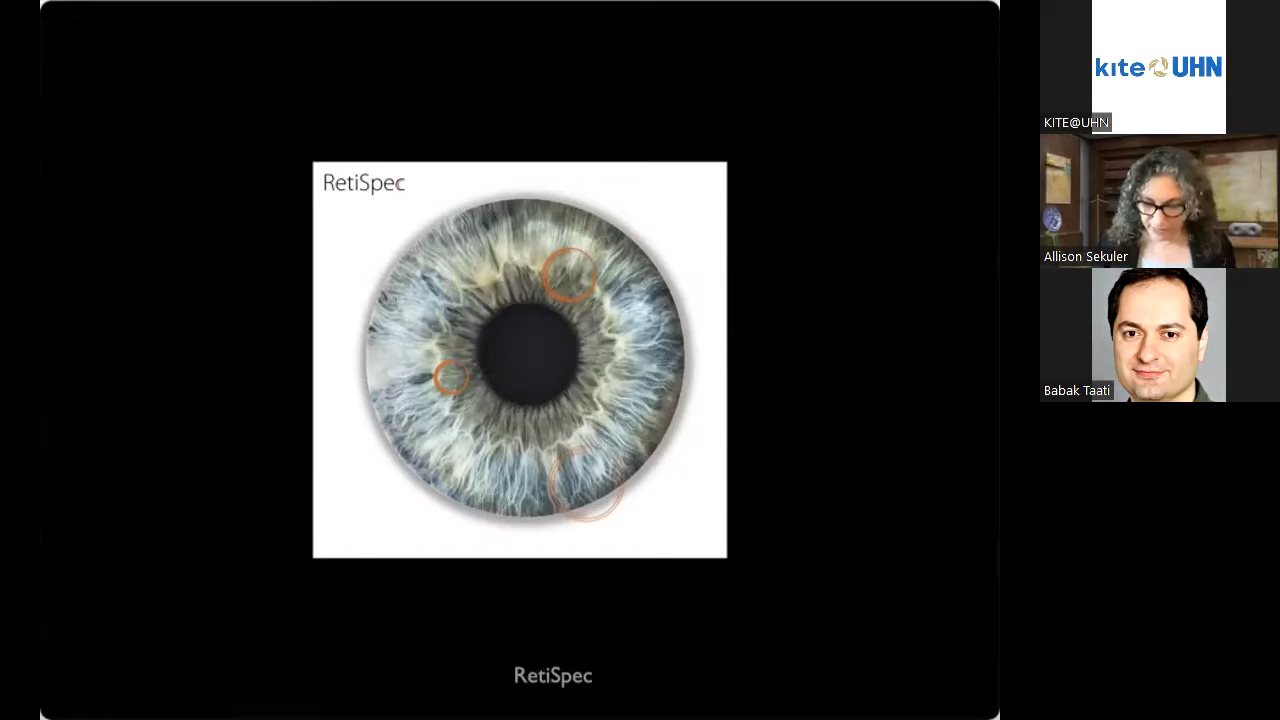 RetiSpec
RetiSpec
kite UHN
KITE@UHN
Allison Sekuler
Babak Taati